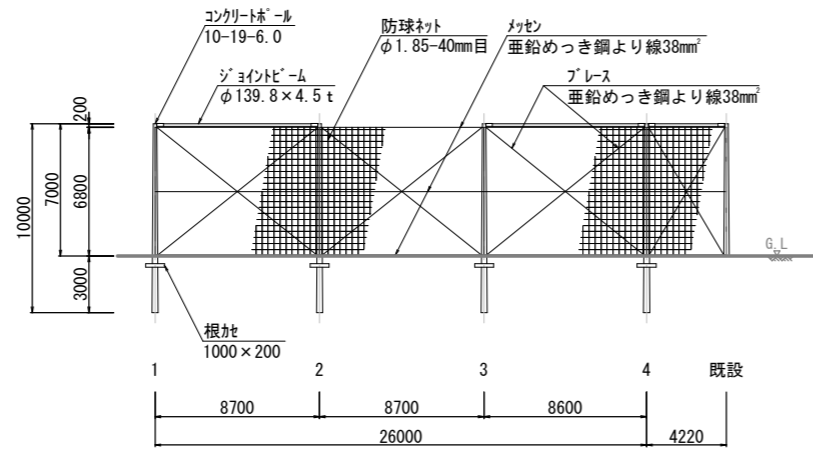 コンクリートポール
10-19-6.0
防球ネット
φ1.85-40mm目
メッセン
亜鉛めっき鋼より線38mm²
ジョイントビーム
φ139.8×4.5t
ブレース
亜鉛めっき鋼より線38mm²
200
10000
7000
6800
3000
G.L
根カセ
1000×200
1 2 3 4 既設
8700 8700 8600
26000 4220